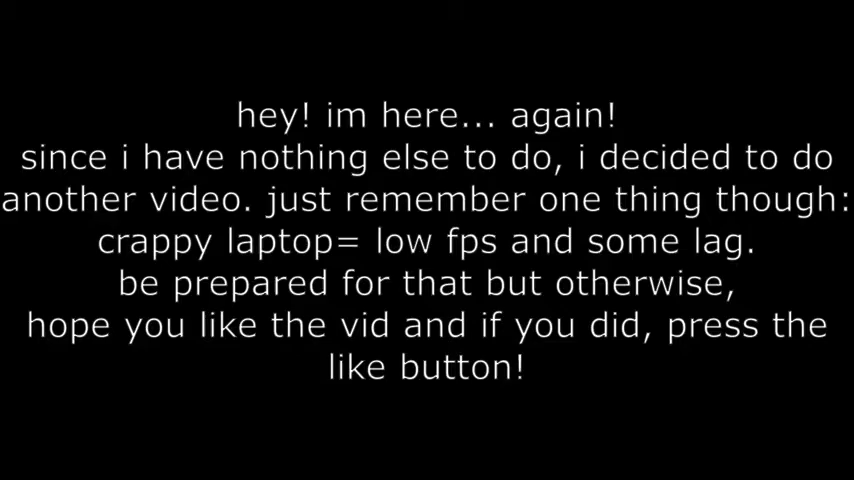 hey! im here... again!
since i have nothing else to do, i decided to do
another video. just remember one thing though:
crappy laptop= low fps and some lag.
be prepared for that but otherwise,
hope you like the vid and if you did, press the
like button!